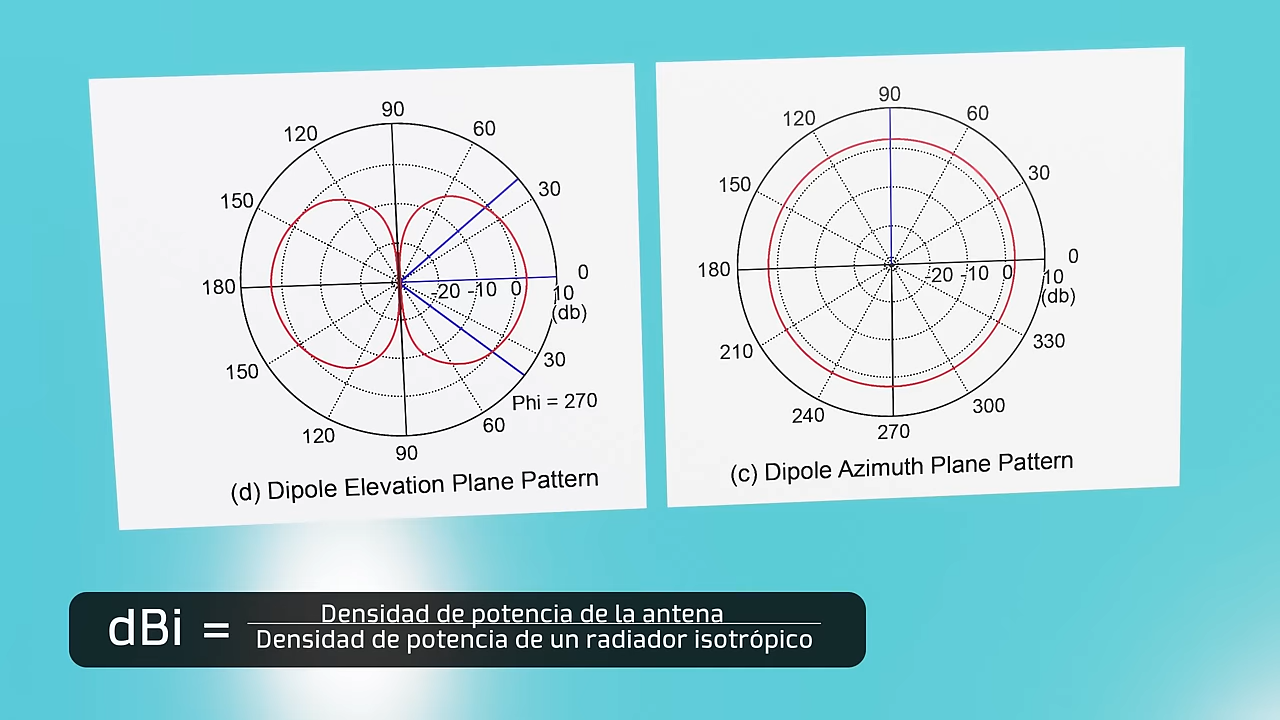 90
120
60
150
30
180
0
-20 -10 0 10
(db)
150
30
Phi = 270
120
60
90
(d) Dipole Elevation Plane Pattern
90
120
60
150
30
180
0
-20 -10 0 10
(db)
210
330
240
300
270
(c) Dipole Azimuth Plane Pattern
dBi =
Densidad de potencia de la antena
Densidad de potencia de un radiador isotrópico